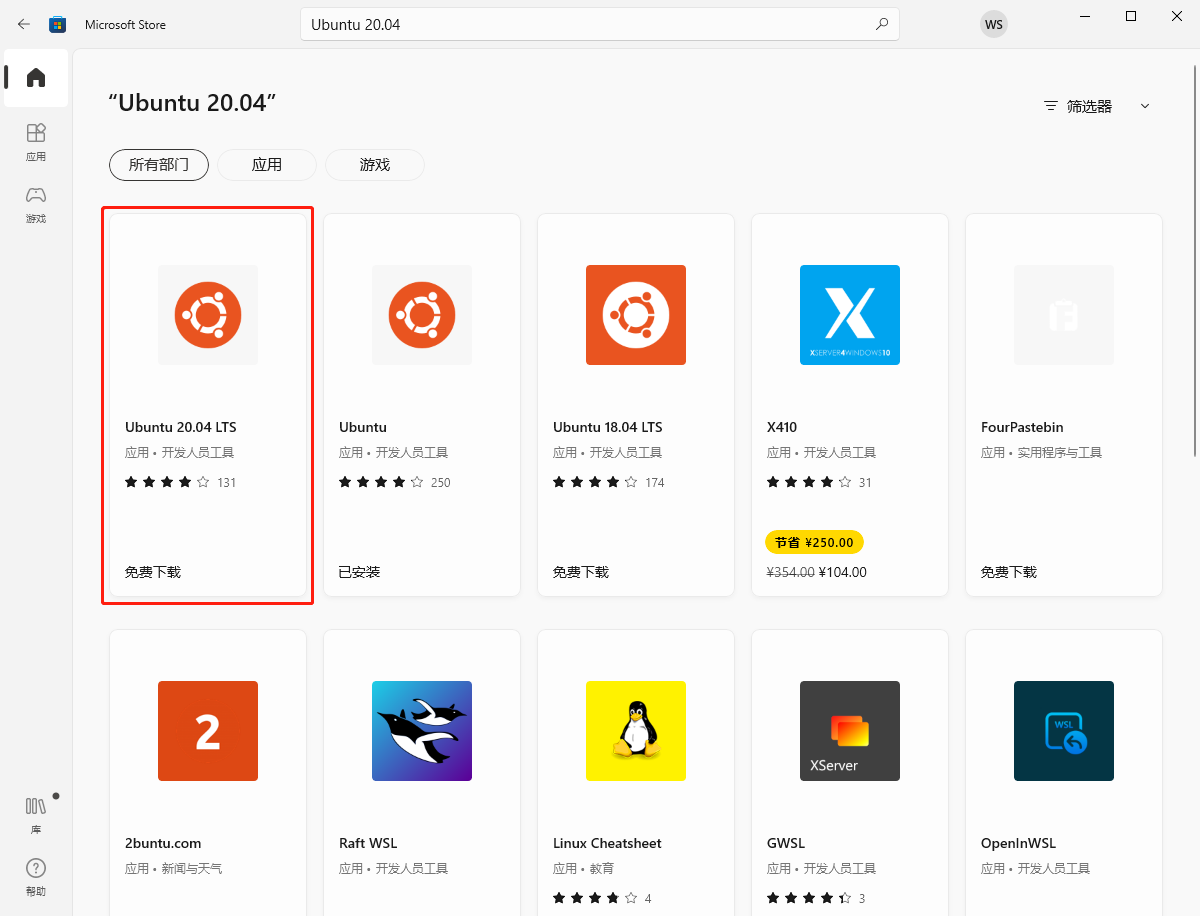 Microsoft Store
Ubuntu 20.04
WS
应用
游戏
库
帮助
“Ubuntu 20.04”
筛选器
所有部门
应用
游戏
Ubuntu 20.04 LTS
应用 • 开发人员工具
131
免费下载
Ubuntu
应用 • 开发人员工具
250
已安装
Ubuntu 18.04 LTS
应用 • 开发人员工具
174
免费下载
XSERVER4WINDOWS10
X410
应用 • 开发人员工具
31
节省 ¥250.00
¥354.00 ¥104.00
F
FourPastebin
应用 • 实用程序与工具
免费下载
2
2buntu.com
应用 • 新闻与天气
Raft WSL
应用 • 开发人员工具
Linux Cheatsheet
应用 • 教育
4
XServer
GWSL
应用 • 开发人员工具
3
WSL
OpenInWSL
应用 • 开发人员工具